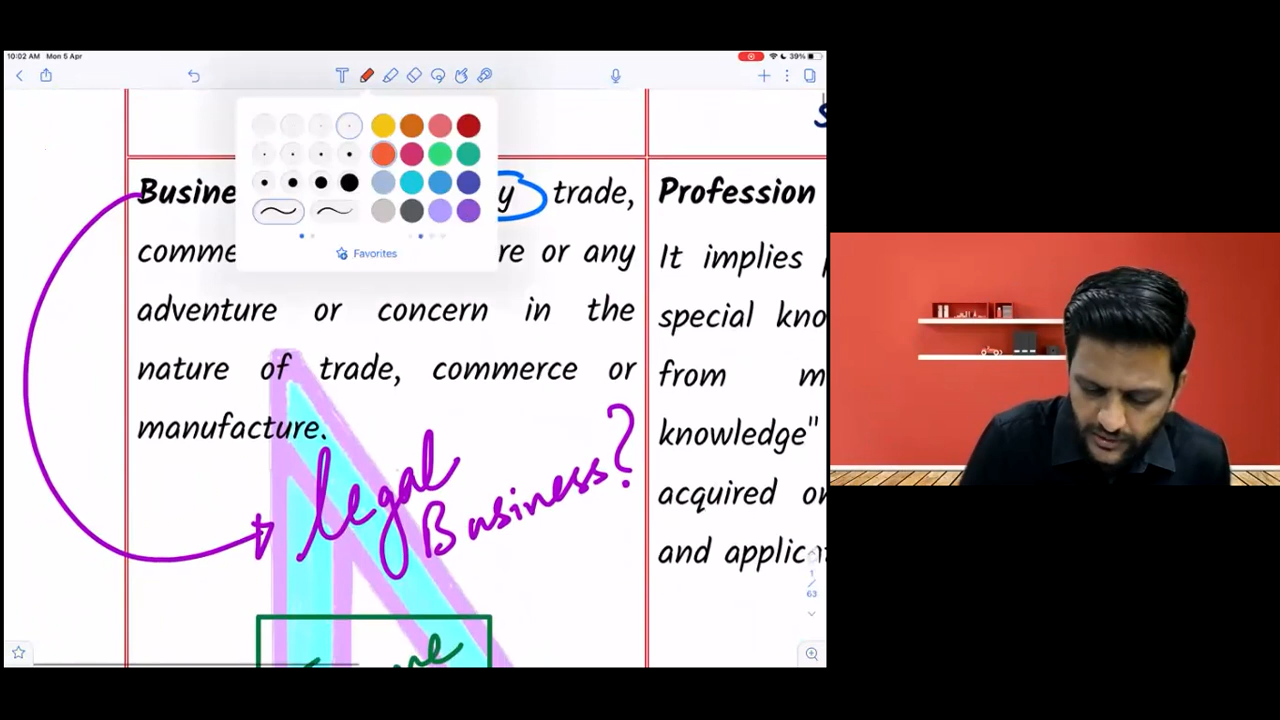 10:02 AM Mon 5 Apr
39%
T
Favorites
Busine y trade,
comme re or any
adventure or concern in the
nature of trade, commerce or
manufacture.
legal
Business?
Profession
It implies
special kno
from m
knowledge"
acquired or
and applicat
1
/
63